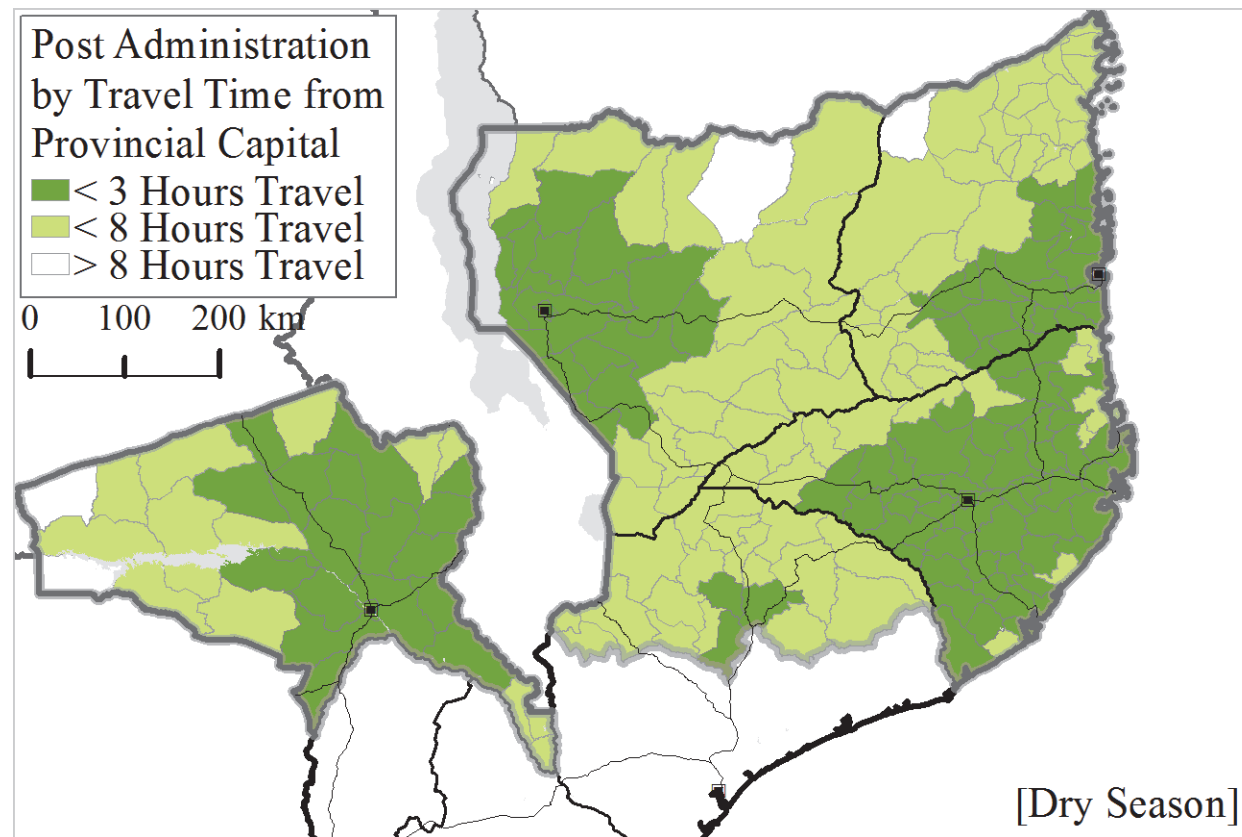 Post Administration
by Travel Time from
Provincial Capital
< 3 Hours Travel
< 8 Hours Travel
> 8 Hours Travel
0 100 200 km
[Dry Season]